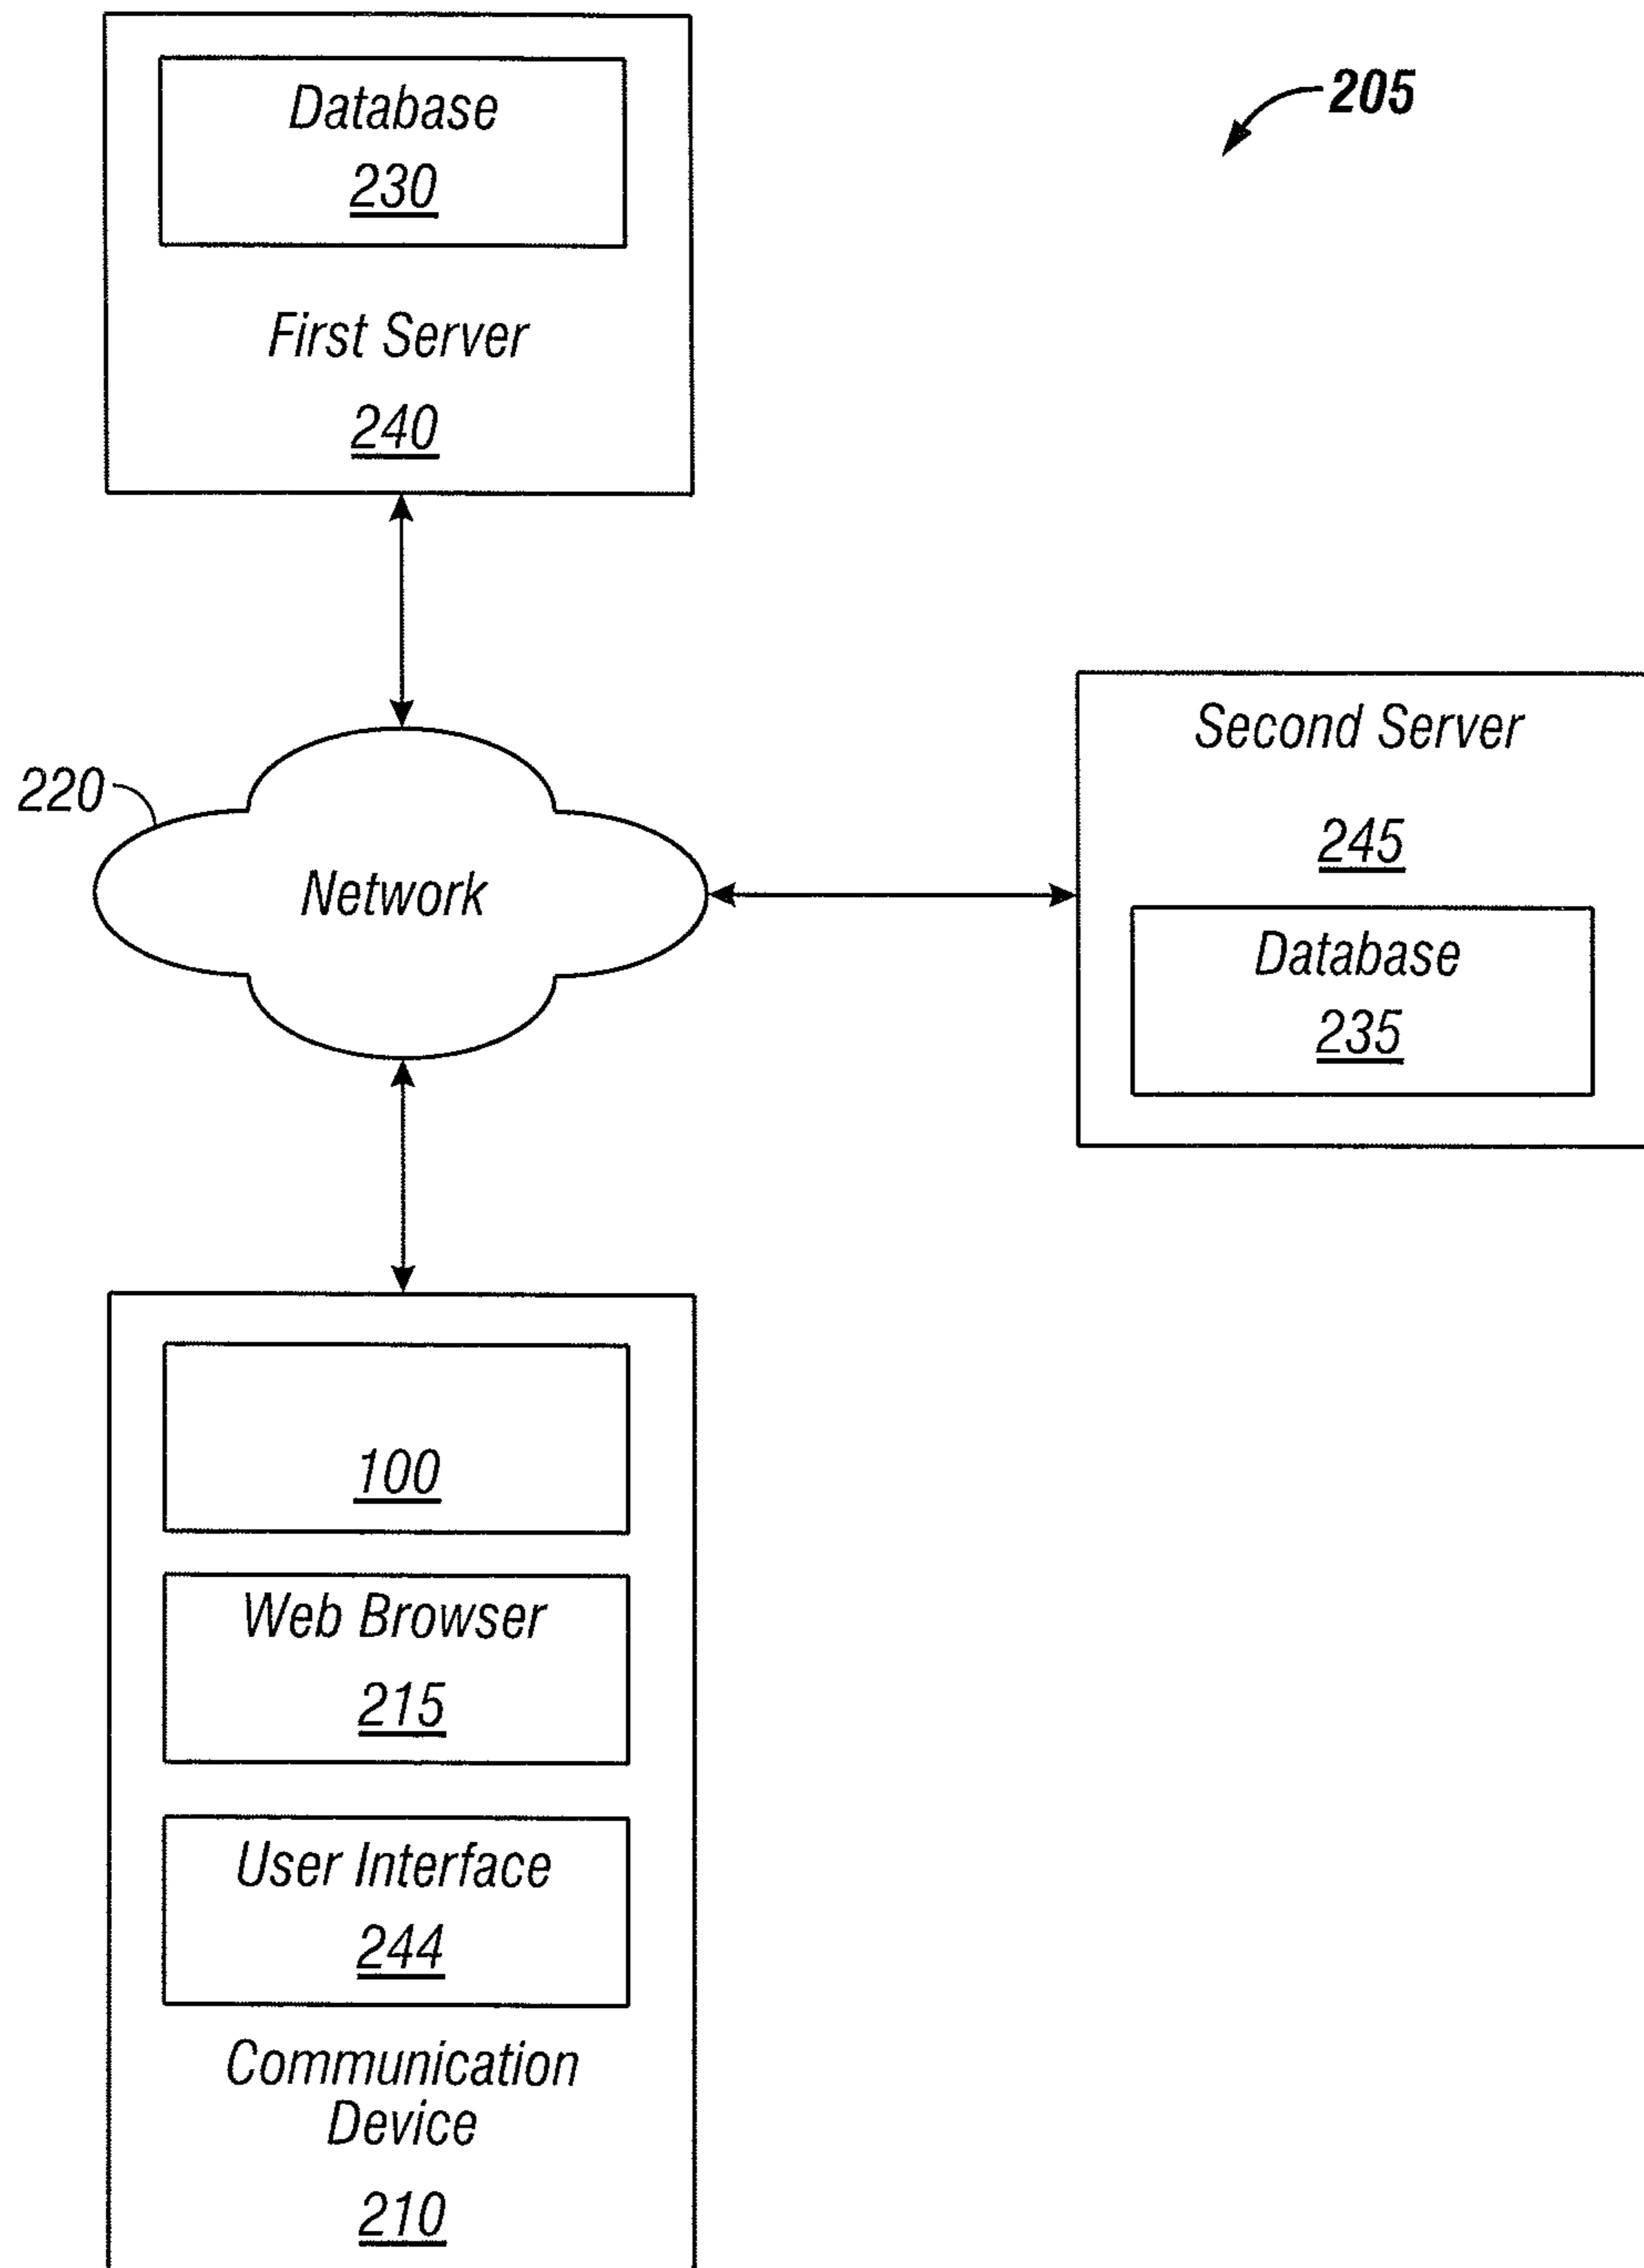 205
Database
230
First Server
240
220
Network
Second Server
245
Database
235
100
Web Browser
215
User Interface
244
Communication
Device
210